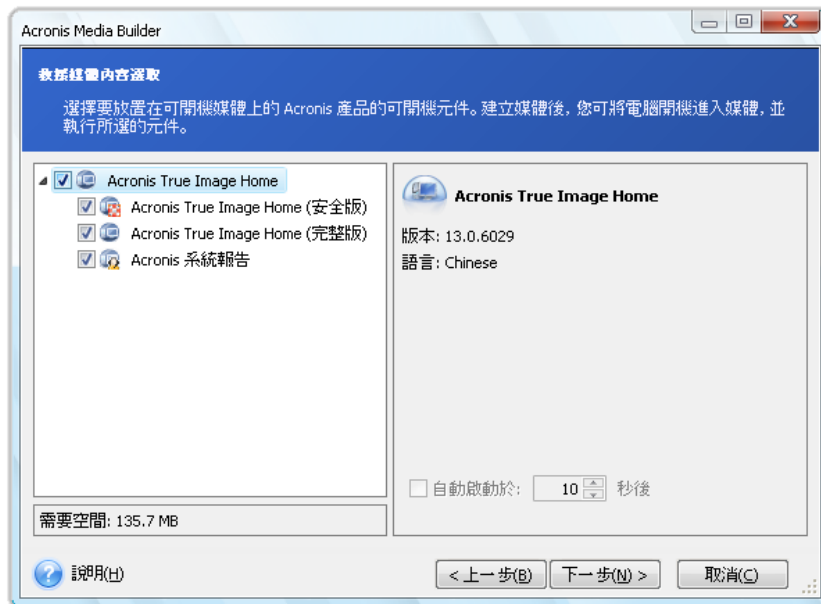 Acronis Media Builder
救援媒體內容選取
選擇要放置在可開機媒體上的 Acronis 產品的可開機元件。建立媒體後，您可將電腦開機進入媒體，並
執行所選的元件。
Acronis True Image Home
Acronis True Image Home (安全版)
Acronis True Image Home (完整版)
Acronis 系統報告
Acronis True Image Home
版本: 13.0.6029
語言: Chinese
自動啟動於: 10 秒後
需要空間: 135.7 MB
說明(H)
< 上一步(B)
下一步(N) >
取消(C)